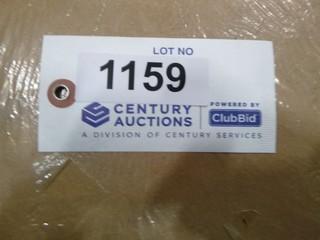 LOT NO
1159
CENTURY AUCTIONS
POWERED BY
ClubBid
A DIVISION OF CENTURY SERVICES